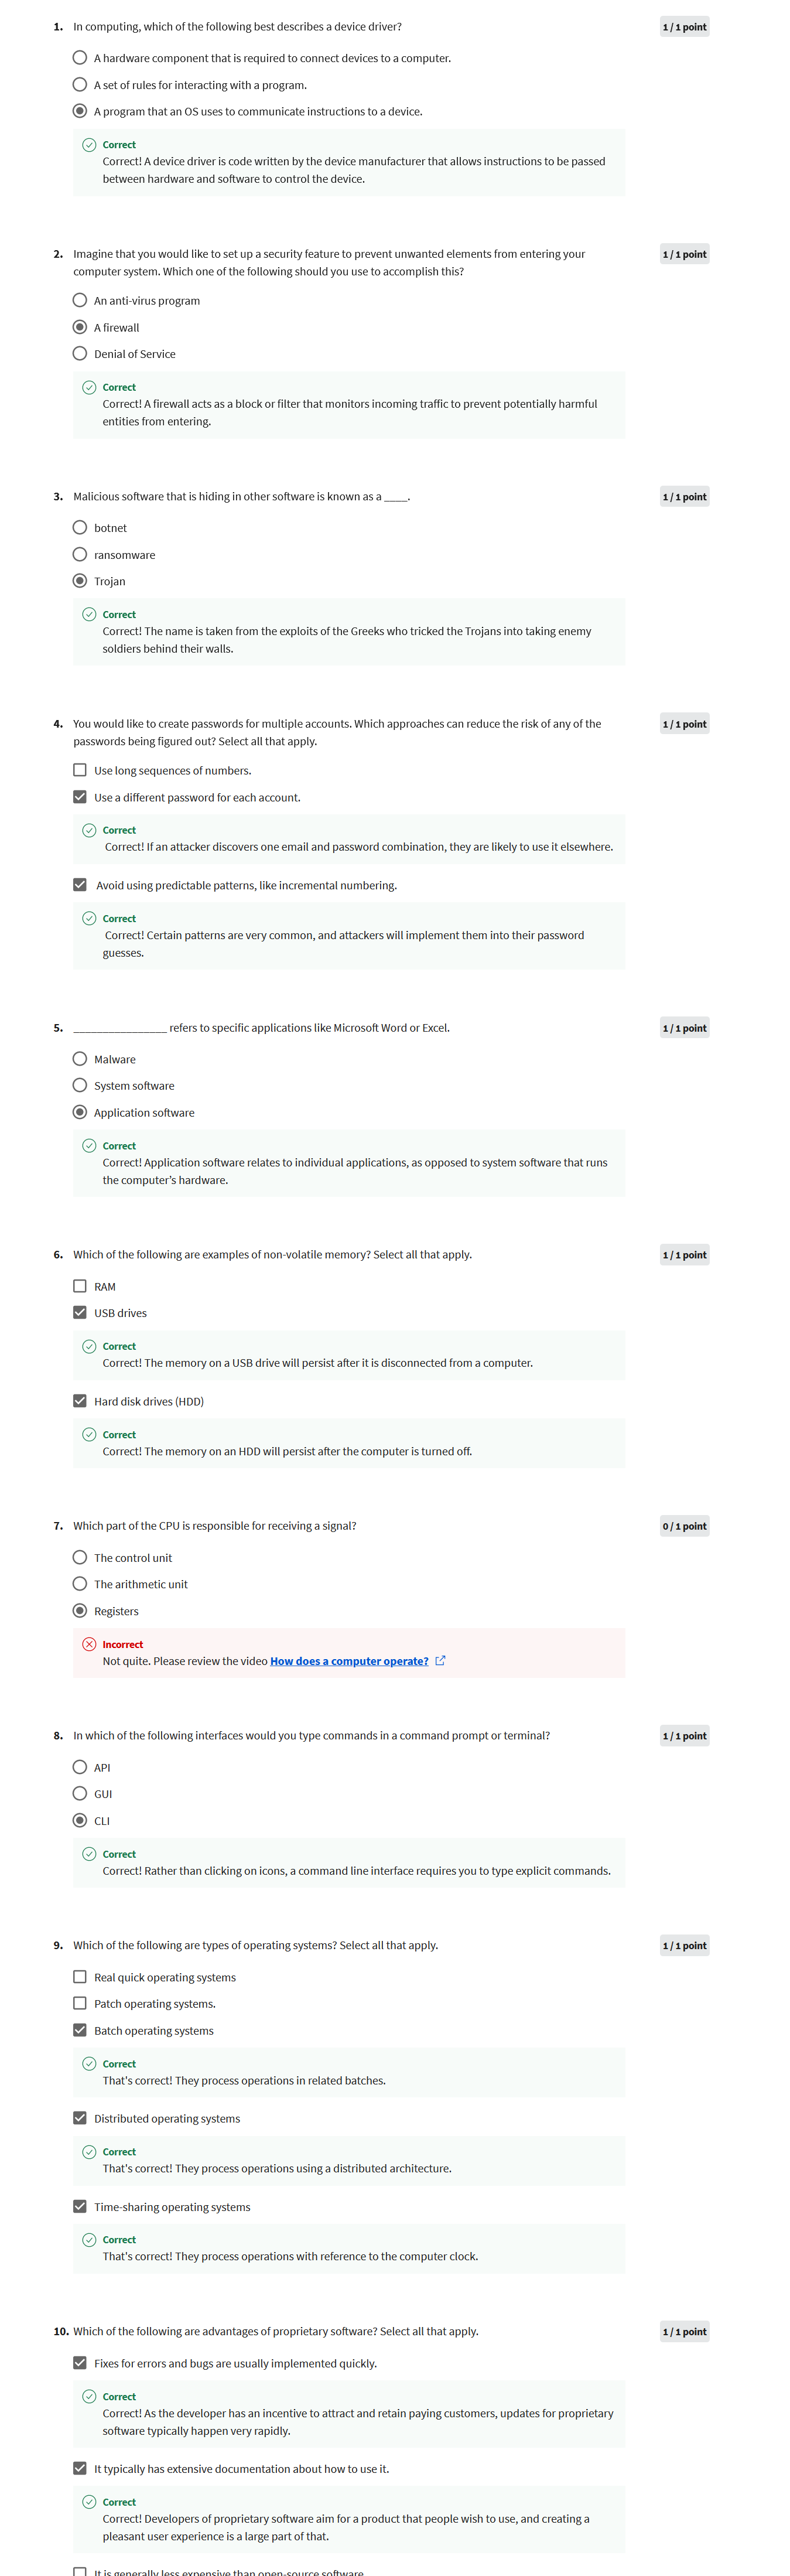 1. In computing, which of the following best describes a device driver?
1 / 1 point
A hardware component that is required to connect devices to a computer.
A set of rules for interacting with a program.
A program that an OS uses to communicate instructions to a device.
Correct
Correct! A device driver is code written by the device manufacturer that allows instructions to be passed
between hardware and software to control the device.
2. Imagine that you would like to set up a security feature to prevent unwanted elements from entering your
computer system. Which one of the following should you use to accomplish this?
1 / 1 point
An anti-virus program
A firewall
Denial of Service
Correct
Correct! A firewall acts as a block or filter that monitors incoming traffic to prevent potentially harmful
entities from entering.
3. Malicious software that is hiding in other software is known as a ____.
1 / 1 point
botnet
ransomware
Trojan
Correct
Correct! The name is taken from the exploits of the Greeks who tricked the Trojans into taking enemy
soldiers behind their walls.
4. You would like to create passwords for multiple accounts. Which approaches can reduce the risk of any of the
passwords being figured out? Select all that apply.
1 / 1 point
Use long sequences of numbers.
Use a different password for each account.
Correct
Correct! If an attacker discovers one email and password combination, they are likely to use it elsewhere.
Avoid using predictable patterns, like incremental numbering.
Correct
Correct! Certain patterns are very common, and attackers will implement them into their password
guesses.
5. ________________ refers to specific applications like Microsoft Word or Excel.
1 / 1 point
Malware
System software
Application software
Correct
Correct! Application software relates to individual applications, as opposed to system software that runs
the computer’s hardware.
6. Which of the following are examples of non-volatile memory? Select all that apply.
1 / 1 point
RAM
USB drives
Correct
Correct! The memory on a USB drive will persist after it is disconnected from a computer.
Hard disk drives (HDD)
Correct
Correct! The memory on an HDD will persist after the computer is turned off.
7. Which part of the CPU is responsible for receiving a signal?
0 / 1 point
The control unit
The arithmetic unit
Registers
Incorrect
Not quite. Please review the video How does a computer operate?
8. In which of the following interfaces would you type commands in a command prompt or terminal?
1 / 1 point
API
GUI
CLI
Correct
Correct! Rather than clicking on icons, a command line interface requires you to type explicit commands.
9. Which of the following are types of operating systems? Select all that apply.
1 / 1 point
Real quick operating systems
Patch operating systems.
Batch operating systems
Correct
That's correct! They process operations in related batches.
Distributed operating systems
Correct
That's correct! They process operations using a distributed architecture.
Time-sharing operating systems
Correct
That's correct! They process operations with reference to the computer clock.
10. Which of the following are advantages of proprietary software? Select all that apply.
1 / 1 point
Fixes for errors and bugs are usually implemented quickly.
Correct
Correct! As the developer has an incentive to attract and retain paying customers, updates for proprietary
software typically happen very rapidly.
It typically has extensive documentation about how to use it.
Correct
Correct! Developers of proprietary software aim for a product that people wish to use, and creating a
pleasant user experience is a large part of that.
It is generally less expensive than open-source software